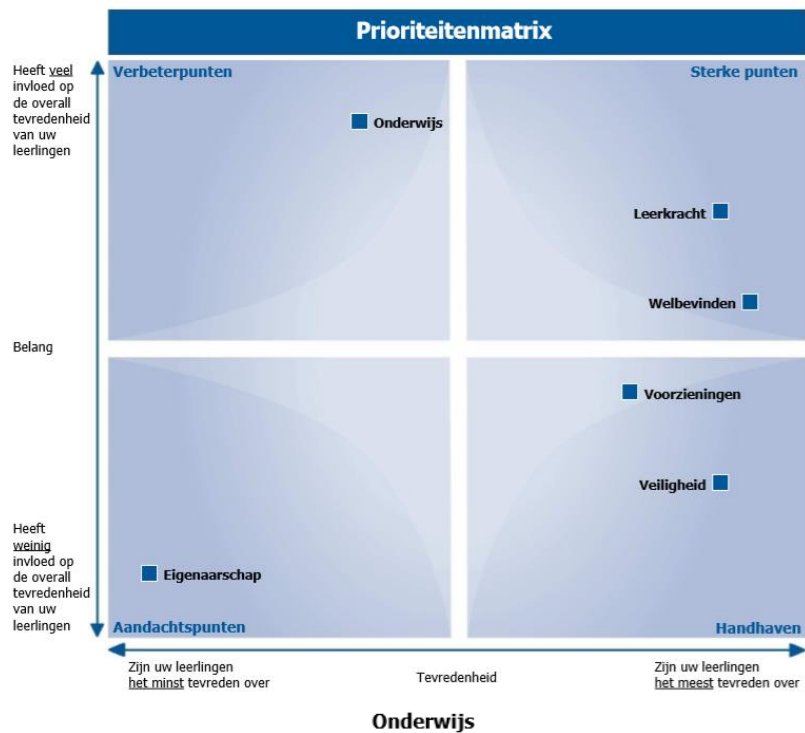 Prioriteitenmatrix
Heeft veel
invloed op
de overall
tevredenheid
van uw
leerlingen
Verbeterpunten
Sterke punten
Onderwijs
Leerkracht
Welbevinden
Belang
Voorzieningen
Veiligheid
Heeft
weinig
invloed op
de overall
tevredenheid
van uw
leerlingen
Eigenaarschap
Aandachtspunten
Handhaven
Zijn uw leerlingen
het minst tevreden over
Tevredenheid
Zijn uw leerlingen
het meest tevreden over
Onderwijs